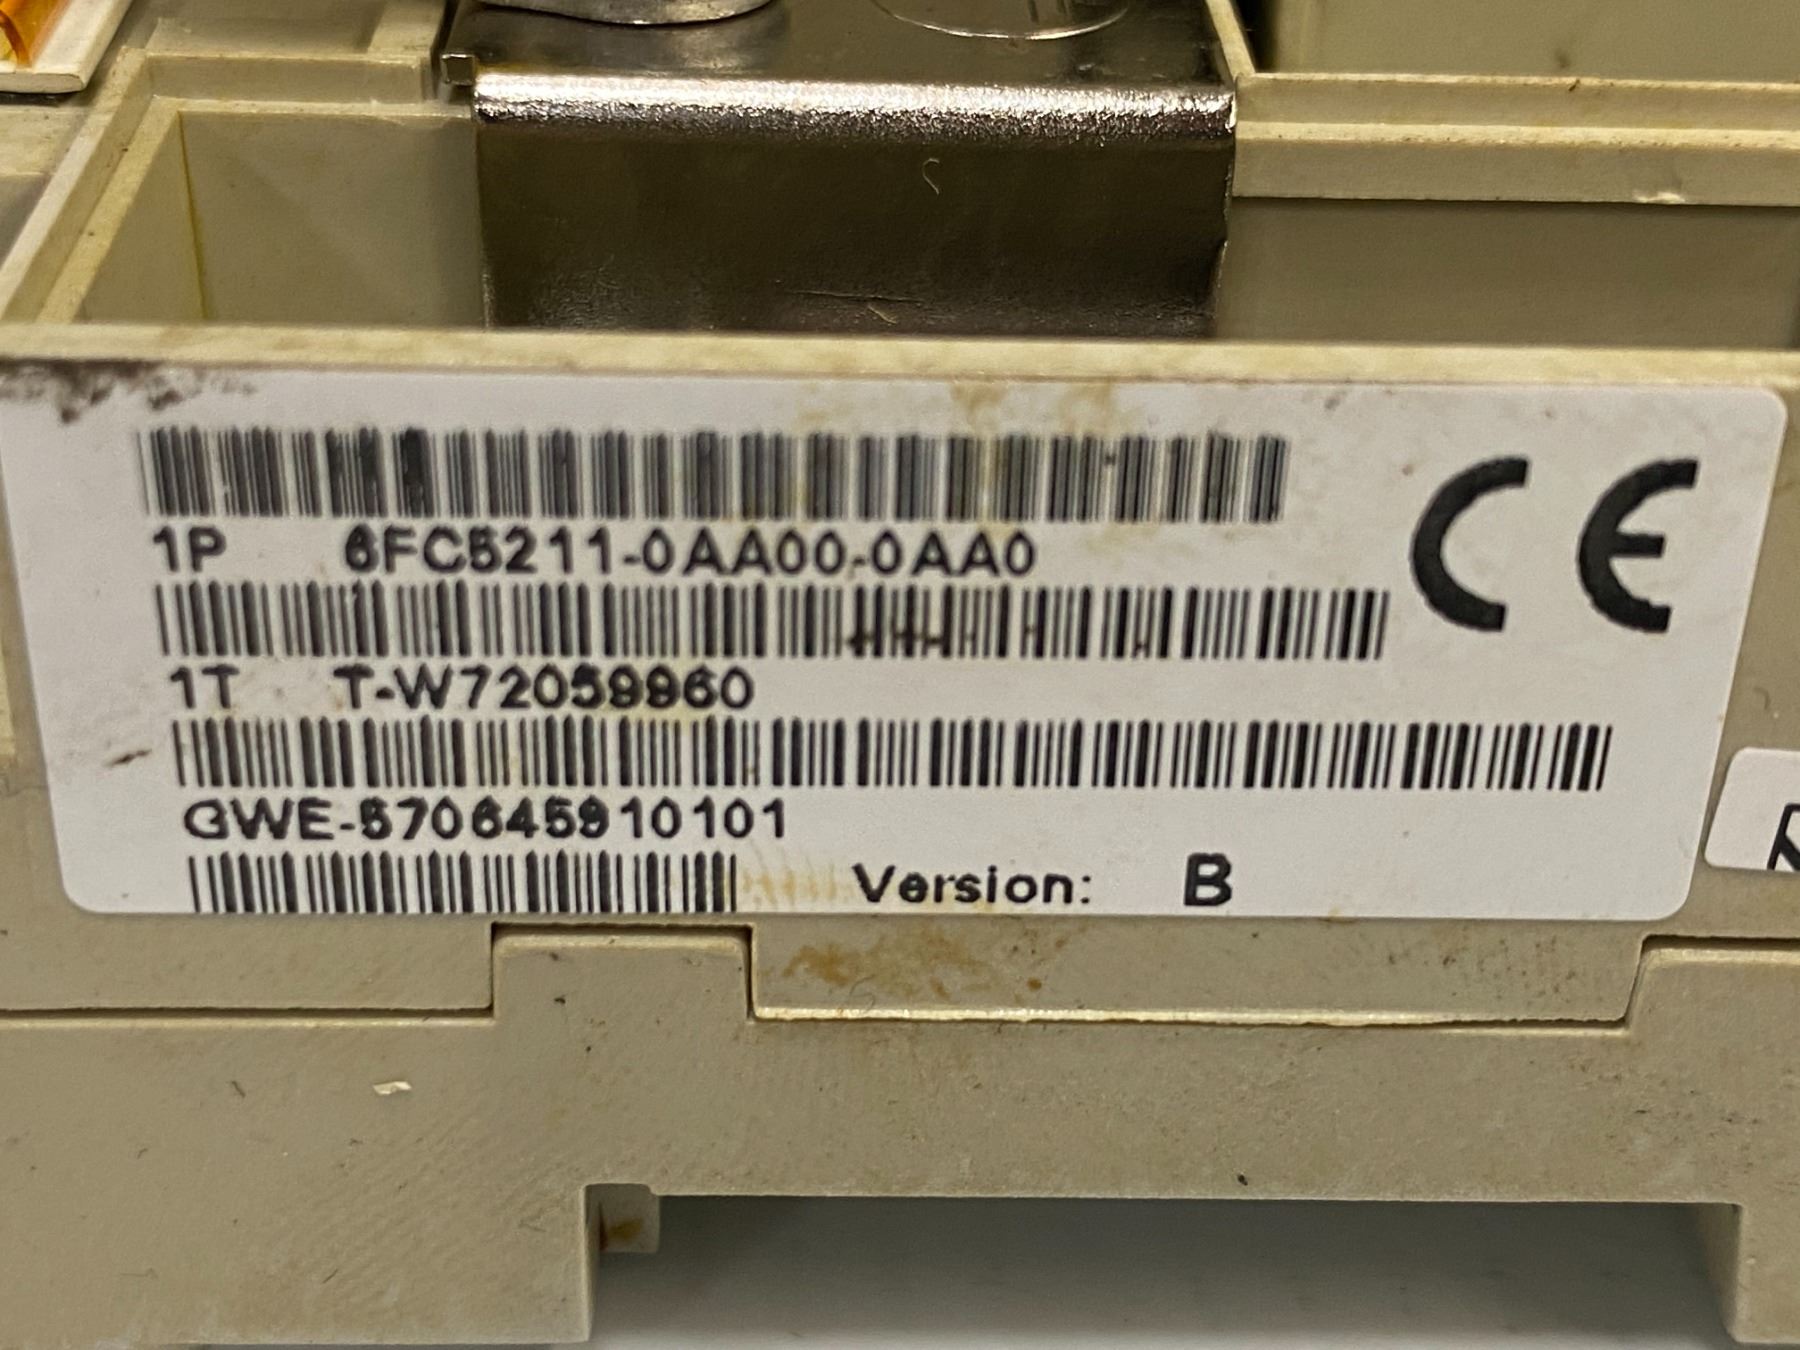 1P 6FC5211-0AA00-0AA0
1T T-W72059960
GWE-570645910101
Version: B
CE